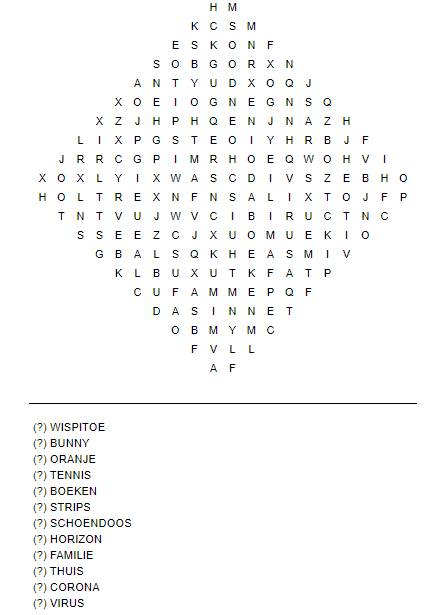 H M
K C S M
E S K O N F
S O B G O R X N
A N T Y U D X O Q J
X O E I O G N E G N S Q
X Z J H P H Q E N J N A Z H
L I X P G S T E O I Y H R B J F
J R R C G P I M R H O E Q W O H V I
X O X L Y I X W A S C D I V S Z E B H O
H O L T R E X N F N S A L I X T O J F P
T N T V U J W V C I B I R U C T N C
S S E E Z C J X U O M U E K I O
G B A L S Q K H E A S M I V
K L B U X U T K F A T P
C U F A M M E P Q F
D A S I N N E T
O B M Y M C
F V L L
A F
(?) WISPITOE
(?) BUNNY
(?) ORANJE
(?) TENNIS
(?) BOEKEN
(?) STRIPS
(?) SCHOENDOOS
(?) HORIZON
(?) FAMILIE
(?) THUIS
(?) CORONA
(?) VIRUS